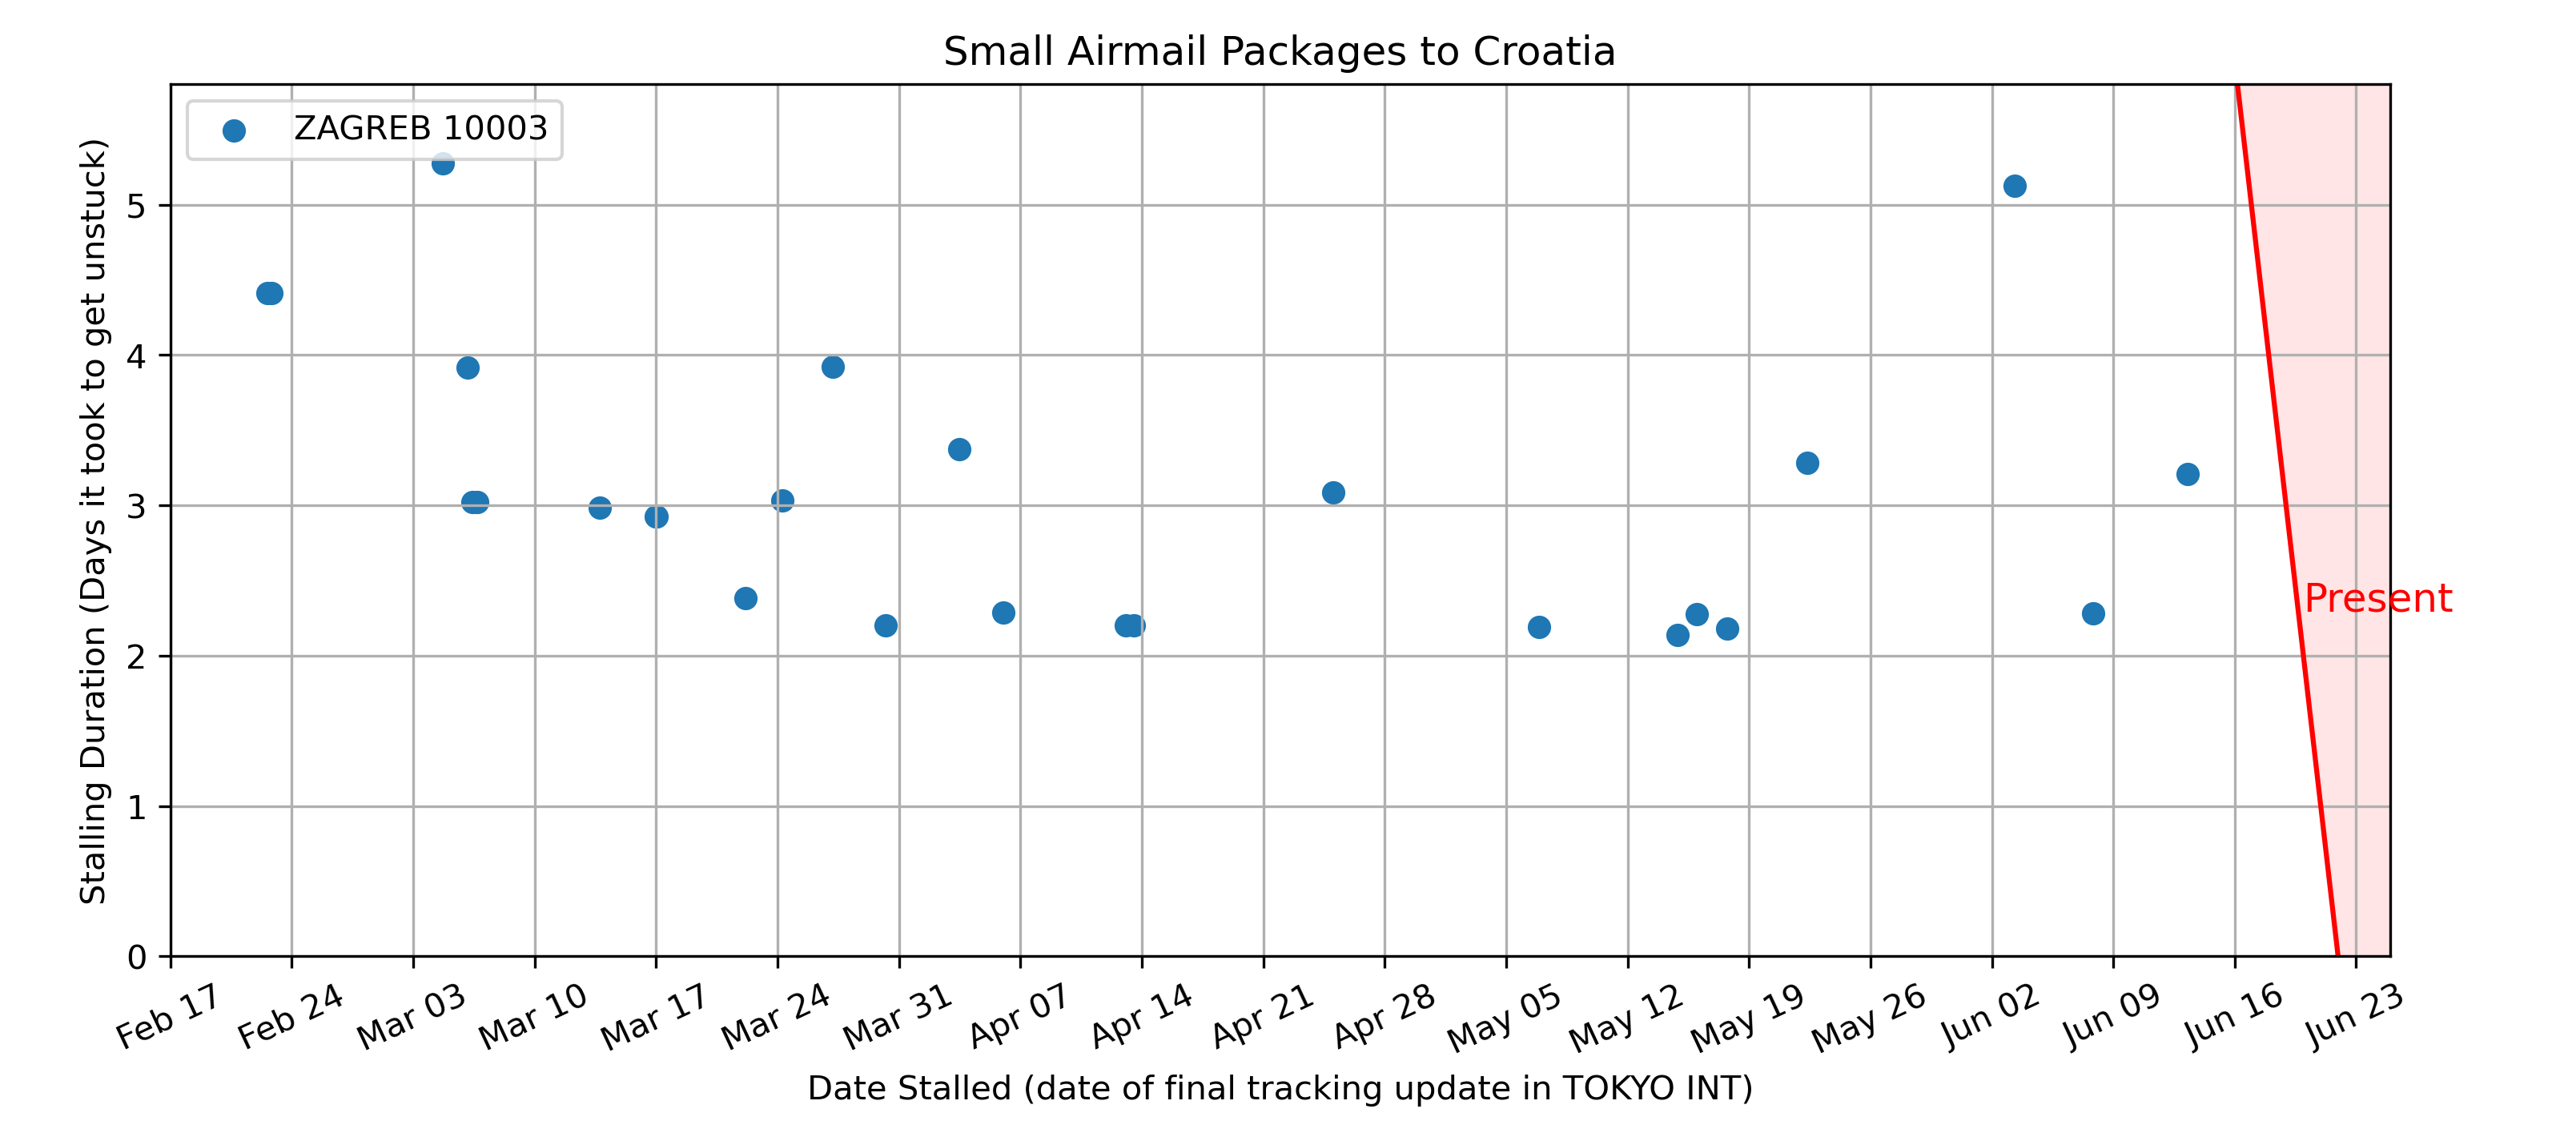 Small Airmail Packages to Croatia
ZAGREB 10003
Stalling Duration (Days it took to get unstuck)
5
4
3
2
1
0
Present
Feb 17
Feb 24
Mar 03
Mar 10
Mar 17
Mar 24
Mar 31
Apr 07
Apr 14
Apr 21
Apr 28
May 05
May 12
May 19
May 26
Jun 02
Jun 09
Jun 16
Jun 23
Date Stalled (date of final tracking update in TOKYO INT)